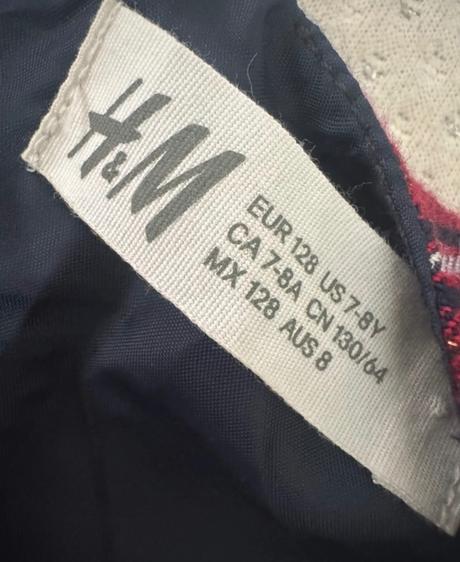 H&M
EUR 128 US 7-8Y
CA 7-8A CN 130/64
MX 128 AUS 8